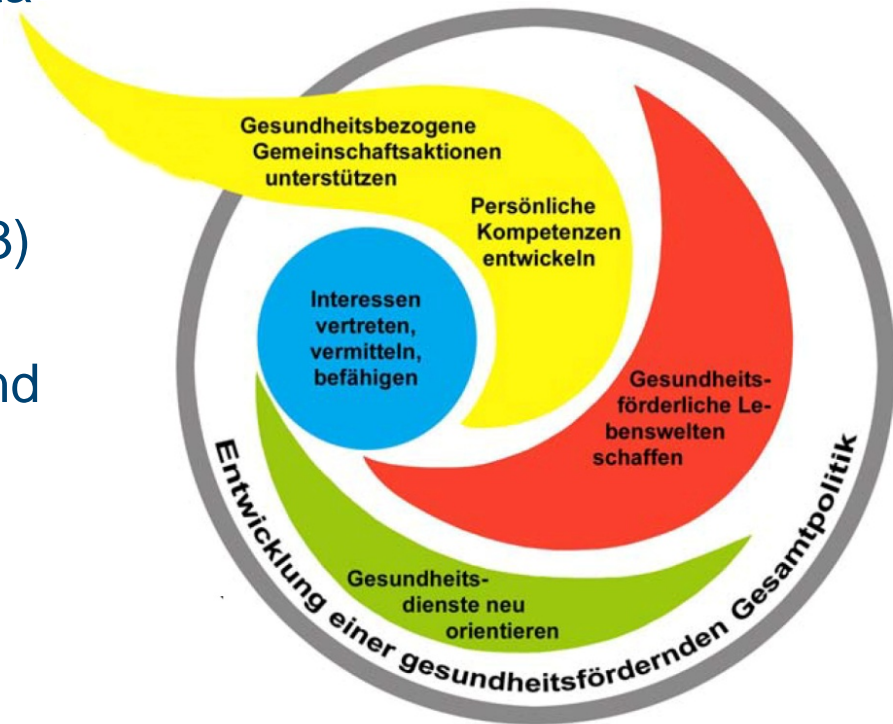 Gesundheitsbezogene
Gemeinschaftsaktionen
unterstützen
Persönliche
Kompetenzen
entwickeln
Interessen
vertreten,
vermitteln,
befähigen
Gesundheits-
förderliche Le-
benswelten
schaffen
Gesundheits-
dienste neu
orientieren
Entwicklung einer gesundheitsfördernden Gesamtpolitik